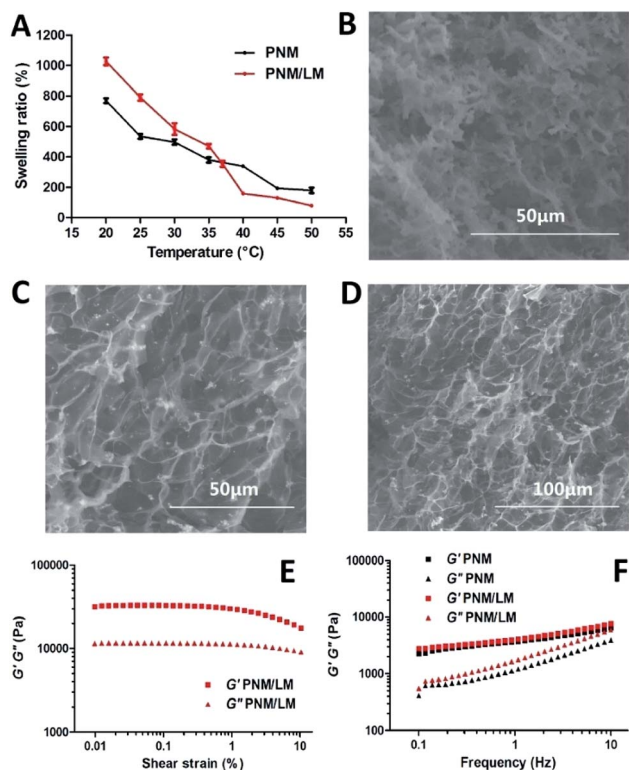 A
1200
1000
800
600
400
200
0
Swelling ratio (%)
PNM
PNM/LM
15 20 25 30 35 40 45 50 55
Temperature (°C)
B
50μm
C
50μm
D
100μm
E
100000
10000
1000
G′ G″ (Pa)
G′ PNM/LM
G″ PNM/LM
0.01 0.1 1 10
Shear strain (%)
F
G′ PNM
G″ PNM
G′ PNM/LM
G″ PNM/LM
100000
10000
1000
100
G′ G″ (Pa)
0.1 1 10
Frequency (Hz)